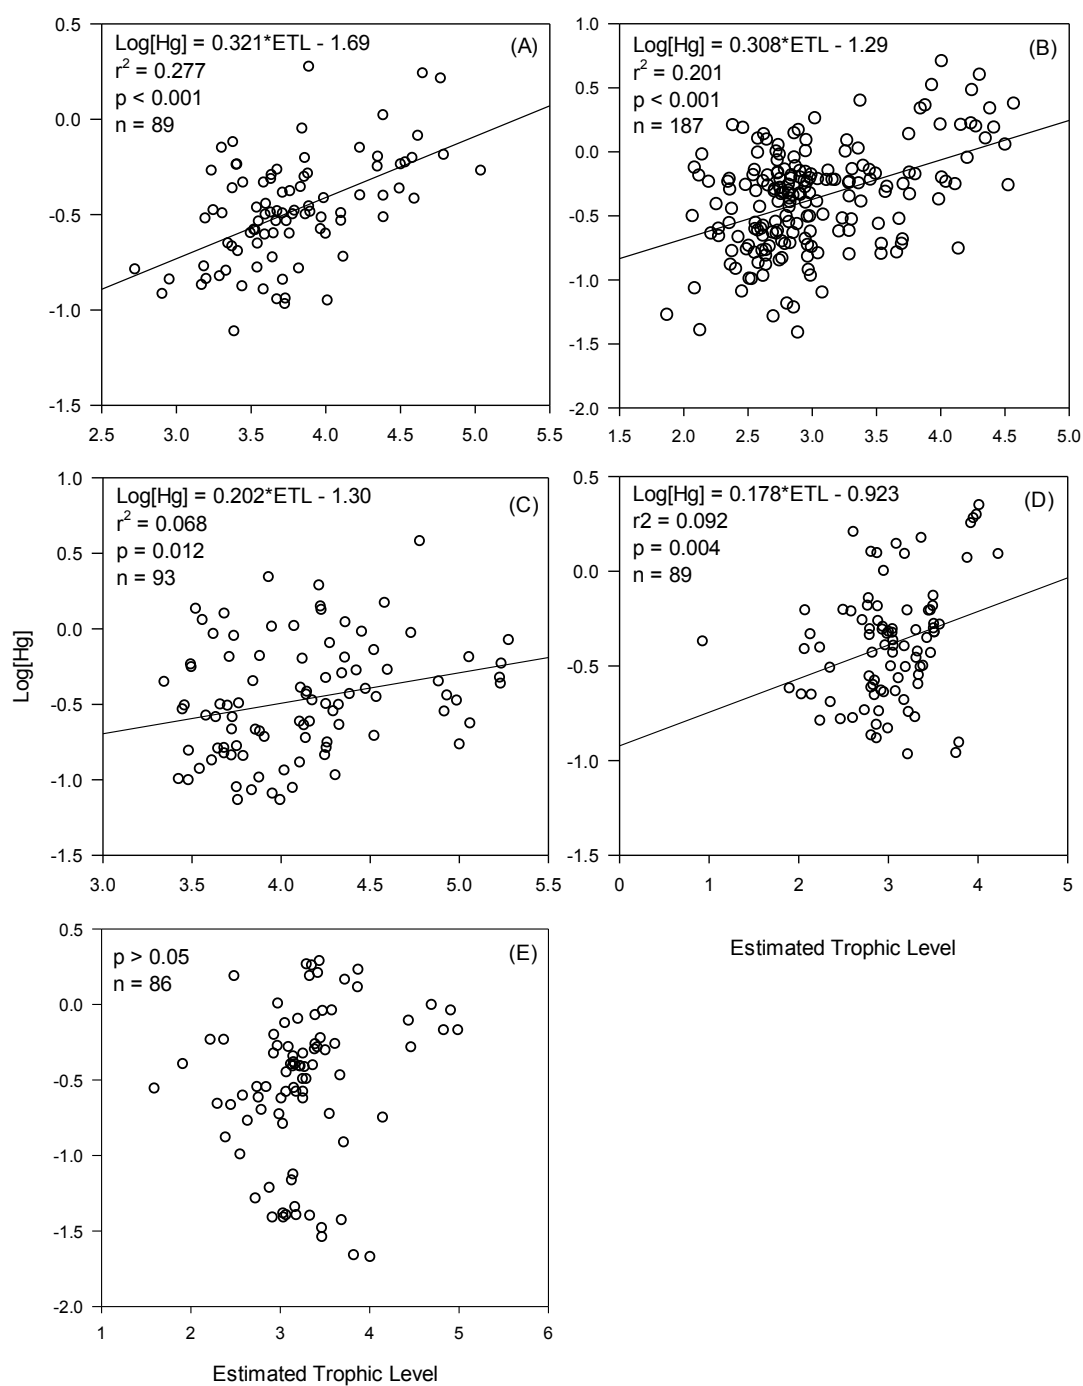 Log[Hg] = 0.321*ETL - 1.69
(A)
r² = 0.277
p < 0.001
n = 89
0.5
0.0
-0.5
-1.0
-1.5
2.5 3.0 3.5 4.0 4.5 5.0 5.5
Log[Hg] = 0.308*ETL - 1.29
(B)
r² = 0.201
p < 0.001
n = 187
1.0
0.5
0.0
-0.5
-1.0
-1.5
-2.0
1.5 2.0 2.5 3.0 3.5 4.0 4.5 5.0
Log[Hg] = 0.202*ETL - 1.30
(C)
r² = 0.068
p = 0.012
n = 93
1.0
0.5
0.0
-0.5
-1.0
-1.5
Log[Hg]
3.0 3.5 4.0 4.5 5.0 5.5
Log[Hg] = 0.178*ETL - 0.923
(D)
r2 = 0.092
p = 0.004
n = 89
0.5
0.0
-0.5
-1.0
-1.5
0 1 2 3 4 5
Estimated Trophic Level
p > 0.05
(E)
n = 86
0.5
0.0
-0.5
-1.0
-1.5
-2.0
1 2 3 4 5 6
Estimated Trophic Level